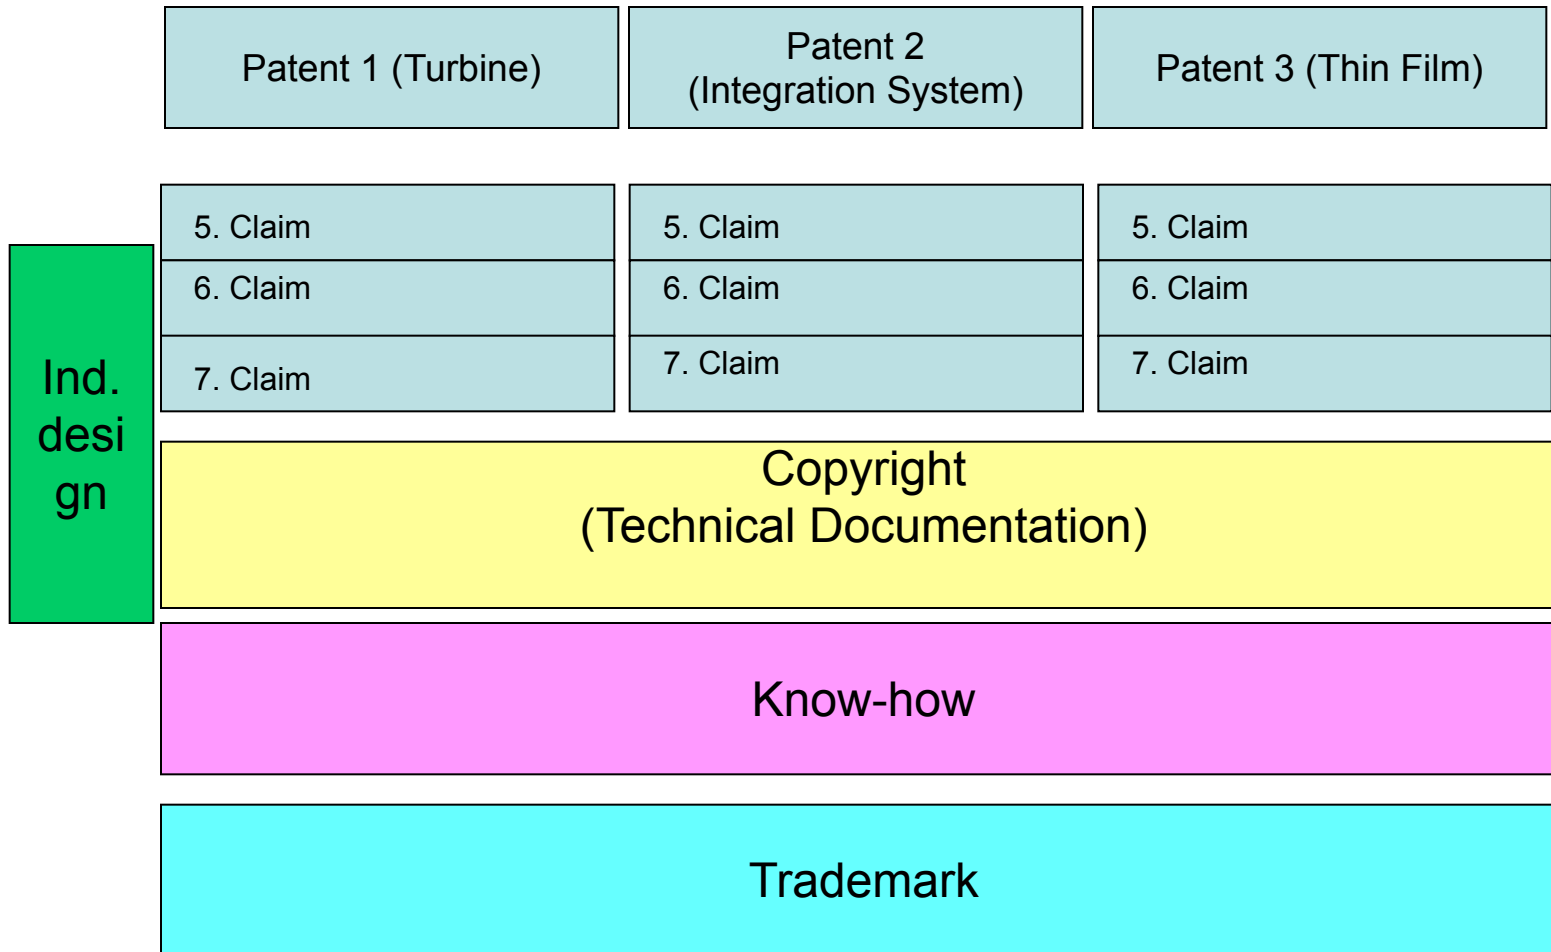 Patent 1 (Turbine)
Patent 2
(Integration System)
Patent 3 (Thin Film)
5. Claim
5. Claim
5. Claim
6. Claim
6. Claim
6. Claim
7. Claim
7. Claim
7. Claim
Ind.
desi
gn
Copyright
(Technical Documentation)
Know-how
Trademark